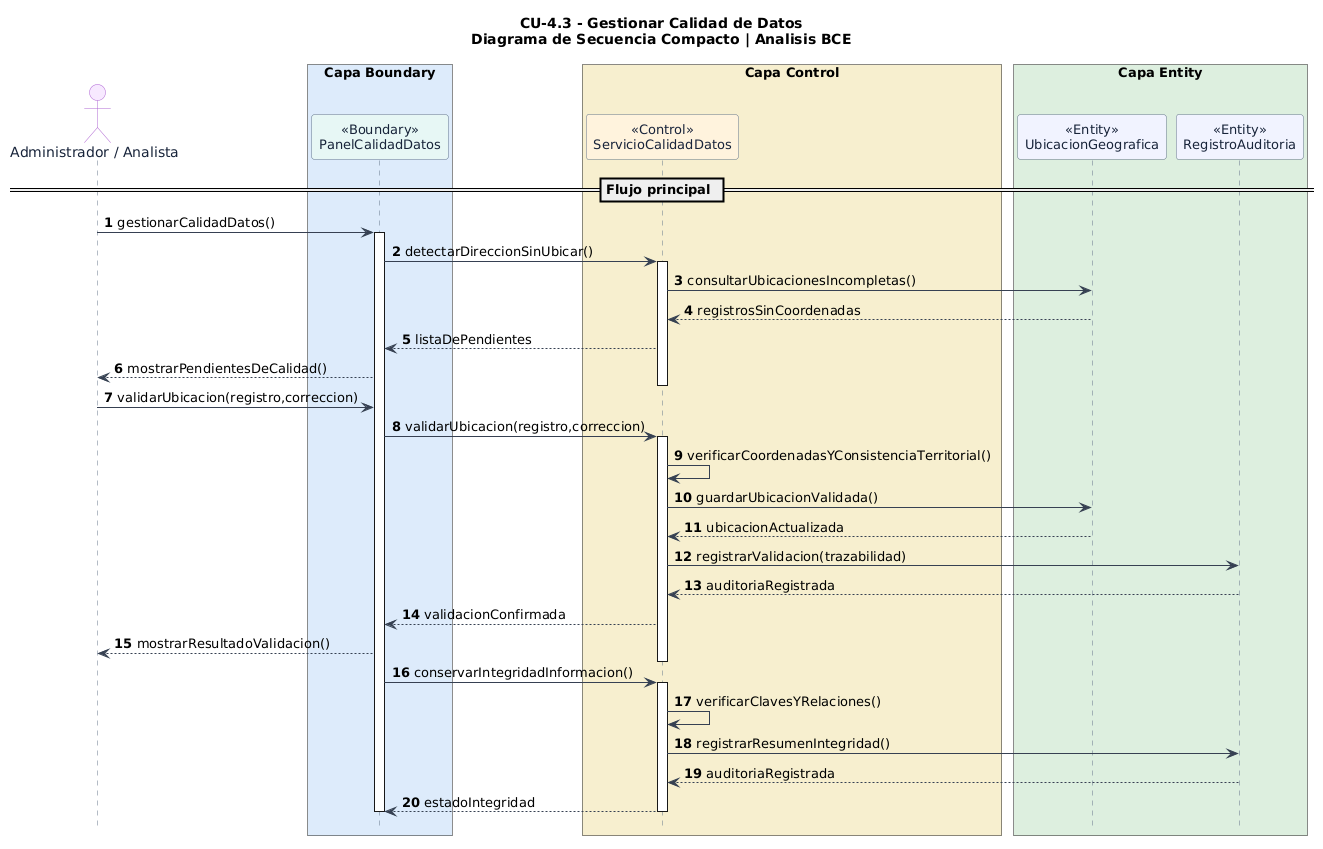 CU-4.3 - Gestionar Calidad de Datos
Diagrama de Secuencia Compacto | Analisis BCE
Capa Boundary
Capa Control
Capa Entity
Administrador / Analista
«Boundary»
PanelCalidadDatos
«Control»
ServicioCalidadDatos
«Entity»
UbicacionGeografica
«Entity»
RegistroAuditoria
Flujo principal
1 gestionarCalidadDatos()
2 detectarDireccionSinUbicar()
3 consultarUbicacionesIncompletas()
4 registrosSinCoordenadas
5 listaDePendientes
6 mostrarPendientesDeCalidad()
7 validarUbicacion(registro,correccion)
8 validarUbicacion(registro,correccion)
9 verificarCoordenadasYConsistenciaTerritorial()
10 guardarUbicacionValidada()
11 ubicacionActualizada
12 registrarValidacion(trazabilidad)
13 auditoriaRegistrada
14 validacionConfirmada
15 mostrarResultadoValidacion()
16 conservarIntegridadInformacion()
17 verificarClavesYRelaciones()
18 registrarResumenIntegridad()
19 auditoriaRegistrada
20 estadoIntegridad